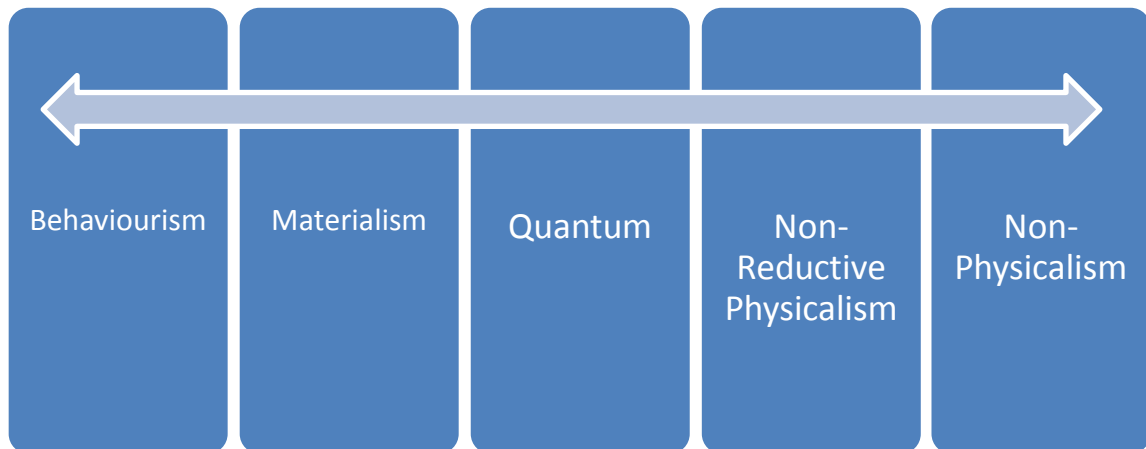 Behaviourism
Materialism
Quantum
Non-
Reductive
Physicalism
Non-
Physicalism